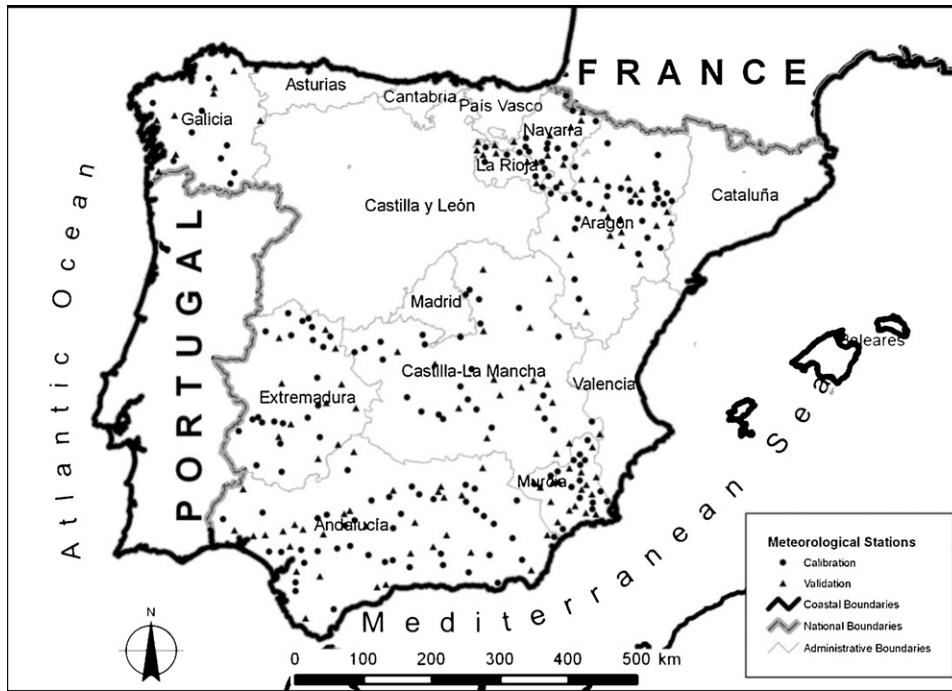 FRANCE
Asturias
Cantabria
País Vasco
Galicia
Navarra
La Rioja
Cataluña
Castilla y León
Aragón
Atlantic Ocean
PORTUGAL
Madrid
Baleares
Castilla-La Mancha
Valencia
Extremadura
Murcia
Andalucía
Mediterranean Sea
Meteorological Stations
Calibration
Validation
Coastal Boundaries
National Boundaries
Administrative Boundaries
N
0 100 200 300 400 500 km